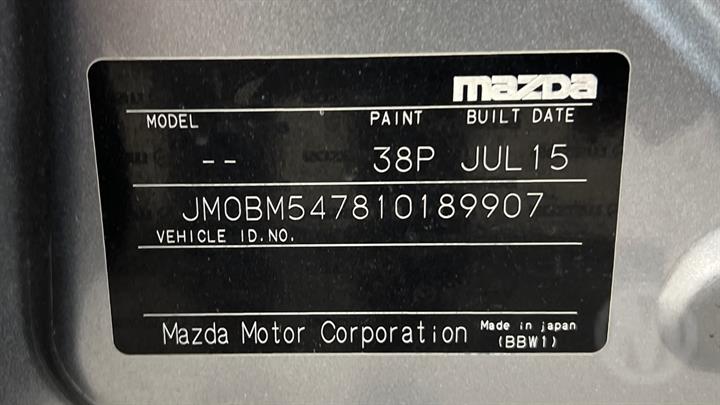 mazda
MODEL PAINT BUILT DATE
-- 38P JUL15
JM0BM547810189907
VEHICLE ID.NO.
Mazda Motor Corporation Made in japan
(BBW1)